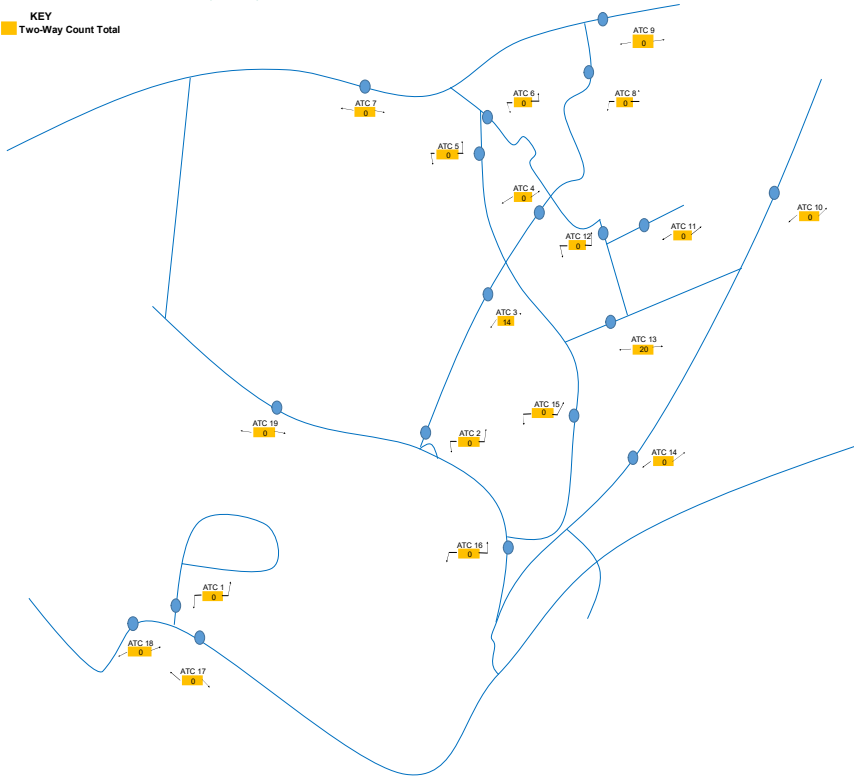 KEY
Two-Way Count Total
ATC 9
0
ATC 6
0
ATC 8
0
ATC 7
0
ATC 5
0
ATC 4
0
ATC 10
0
ATC 11
0
ATC 12
0
ATC 3
14
ATC 13
20
ATC 15
0
ATC 19
0
ATC 2
0
ATC 14
0
ATC 16
0
ATC 1
0
ATC 18
0
ATC 17
0